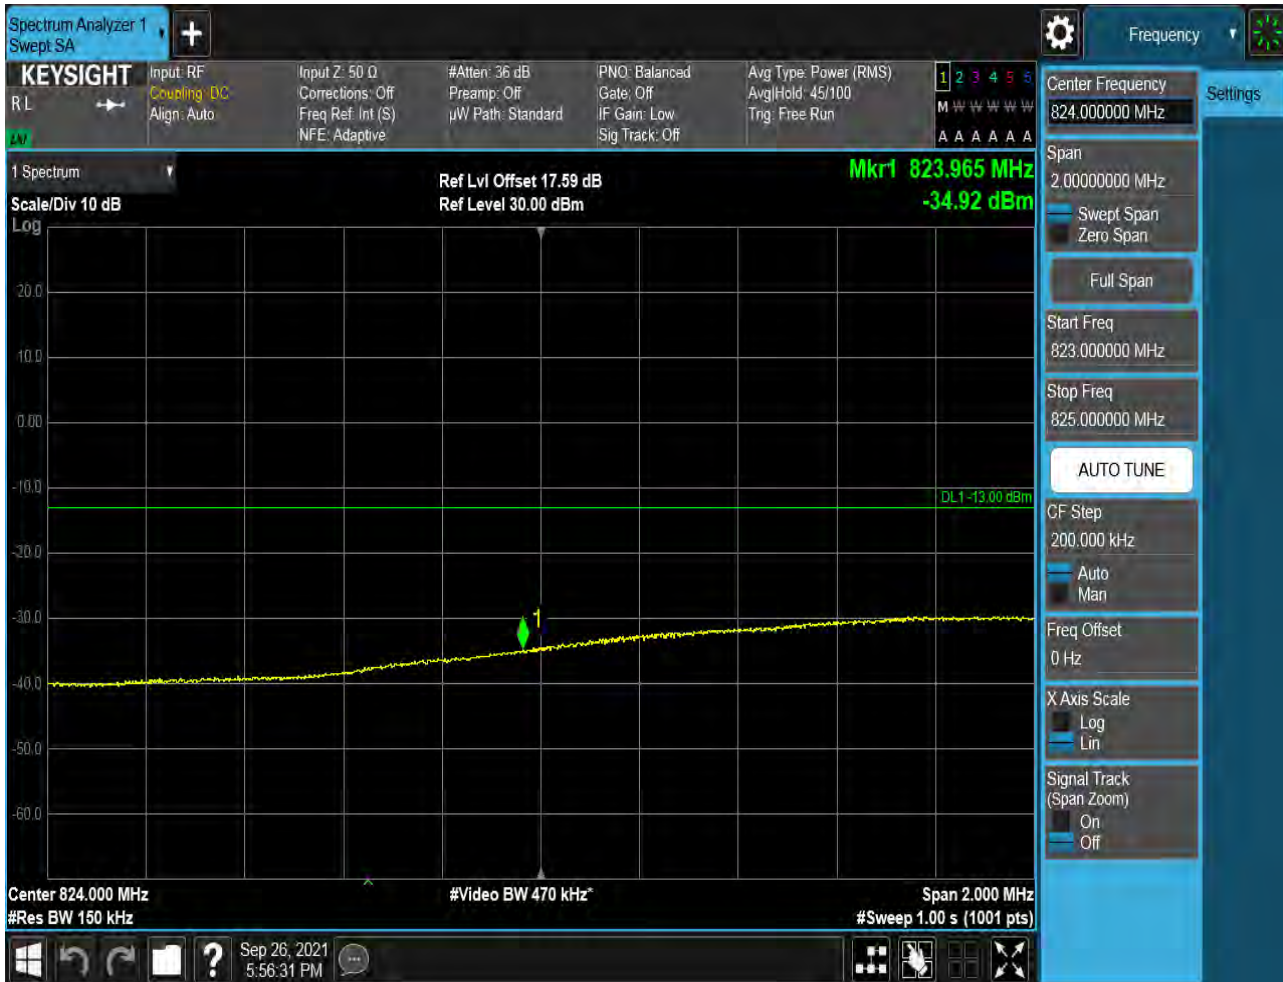 Spectrum Analyzer 1
Swept SA
+
Frequency
KEYSIGHT
RL
LXI
Input: RF
Coupling: DC
Align: Auto
Input Z: 50 Ω
Corrections: Off
Freq Ref: Int (S)
NFE: Adaptive
#Atten: 36 dB
Preamp: Off
µW Path: Standard
PNO: Balanced
Gate: Off
IF Gain: Low
Sig Track: Off
Avg Type: Power (RMS)
Avg|Hold: 45/100
Trig: Free Run
1 2 3 4 5 6
M W W W W W
A A A A A A
1 Spectrum
Scale/Div 10 dB
Log
Ref Lvl Offset 17.59 dB
Ref Level 30.00 dBm
Mkr1 823.965 MHz
-34.92 dBm
20.0
10.0
0.00
-10.0
DL1 -13.00 dBm
-20.0
-30.0
1
-40.0
-50.0
-60.0
Center 824.000 MHz
#Res BW 150 kHz
#Video BW 470 kHz*
Span 2.000 MHz
#Sweep 1.00 s (1001 pts)
?
Sep 26, 2021
5:56:31 PM
Center Frequency
824.000000 MHz
Settings
Span
2.00000000 MHz
Swept Span
Zero Span
Full Span
Start Freq
823.000000 MHz
Stop Freq
825.000000 MHz
AUTO TUNE
CF Step
200.000 kHz
Auto
Man
Freq Offset
0 Hz
X Axis Scale
Log
Lin
Signal Track
(Span Zoom)
On
Off